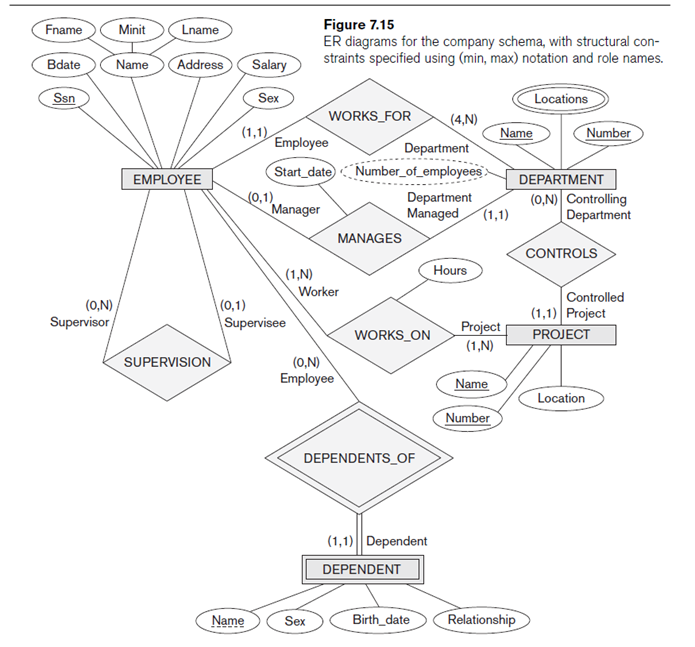 Figure 7.15
ER diagrams for the company schema, with structural con-
straints specified using (min, max) notation and role names.
Fname
Minit
Lname
Bdate
Name
Address
Salary
Ssn
Sex
WORKS_FOR
(4,N)
Locations
(1,1)
Employee
Department
Name
Number
Start_date
Number_of_employees
EMPLOYEE
DEPARTMENT
(0,1)
Manager
Department
Managed
(1,1)
(0,N)
Controlling
Department
MANAGES
CONTROLS
Hours
(1,N)
Worker
(0,N)
Supervisor
(0,1)
Supervisee
Controlled
Project
(1,1)
WORKS_ON
Project
(1,N)
PROJECT
SUPERVISION
(0,N)
Employee
Name
Location
Number
DEPENDENTS_OF
(1,1)
Dependent
DEPENDENT
Name
Sex
Birth_date
Relationship